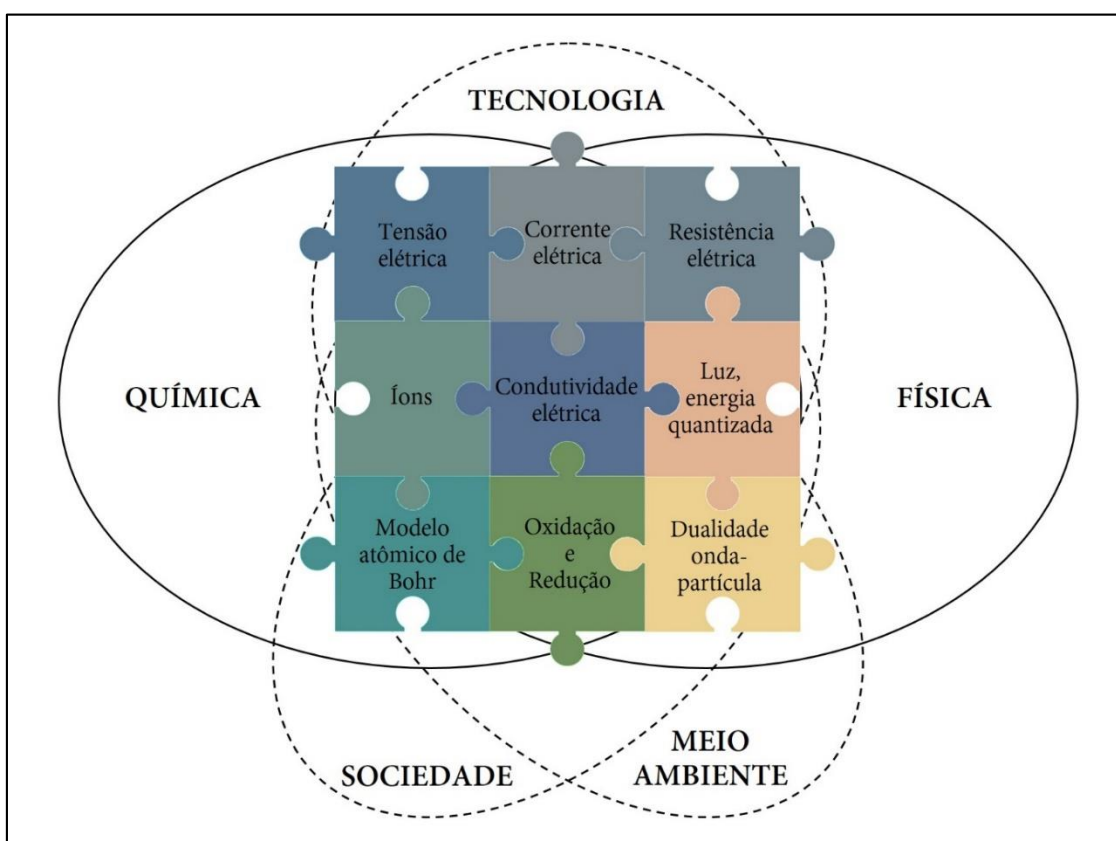 TECNOLOGIA
Tensão
elétrica
Corrente
elétrica
Resistência
elétrica
QUÍMICA
Íons
Condutividade
elétrica
Luz,
energia
quantizada
FÍSICA
Modelo
atômico de
Bohr
Oxidação
e
Redução
Dualidade
onda-
partícula
SOCIEDADE
MEIO
AMBIENTE